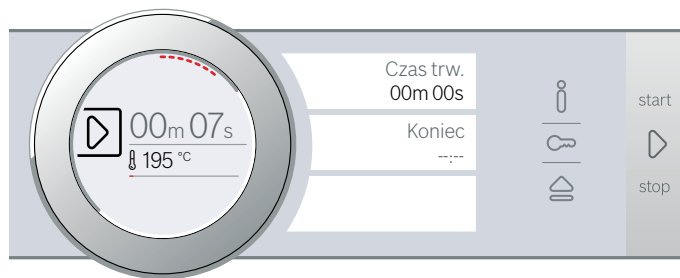 00m 07s
195 °C
Czas trw.
00m 00s
Koniec
--:--
start
stop